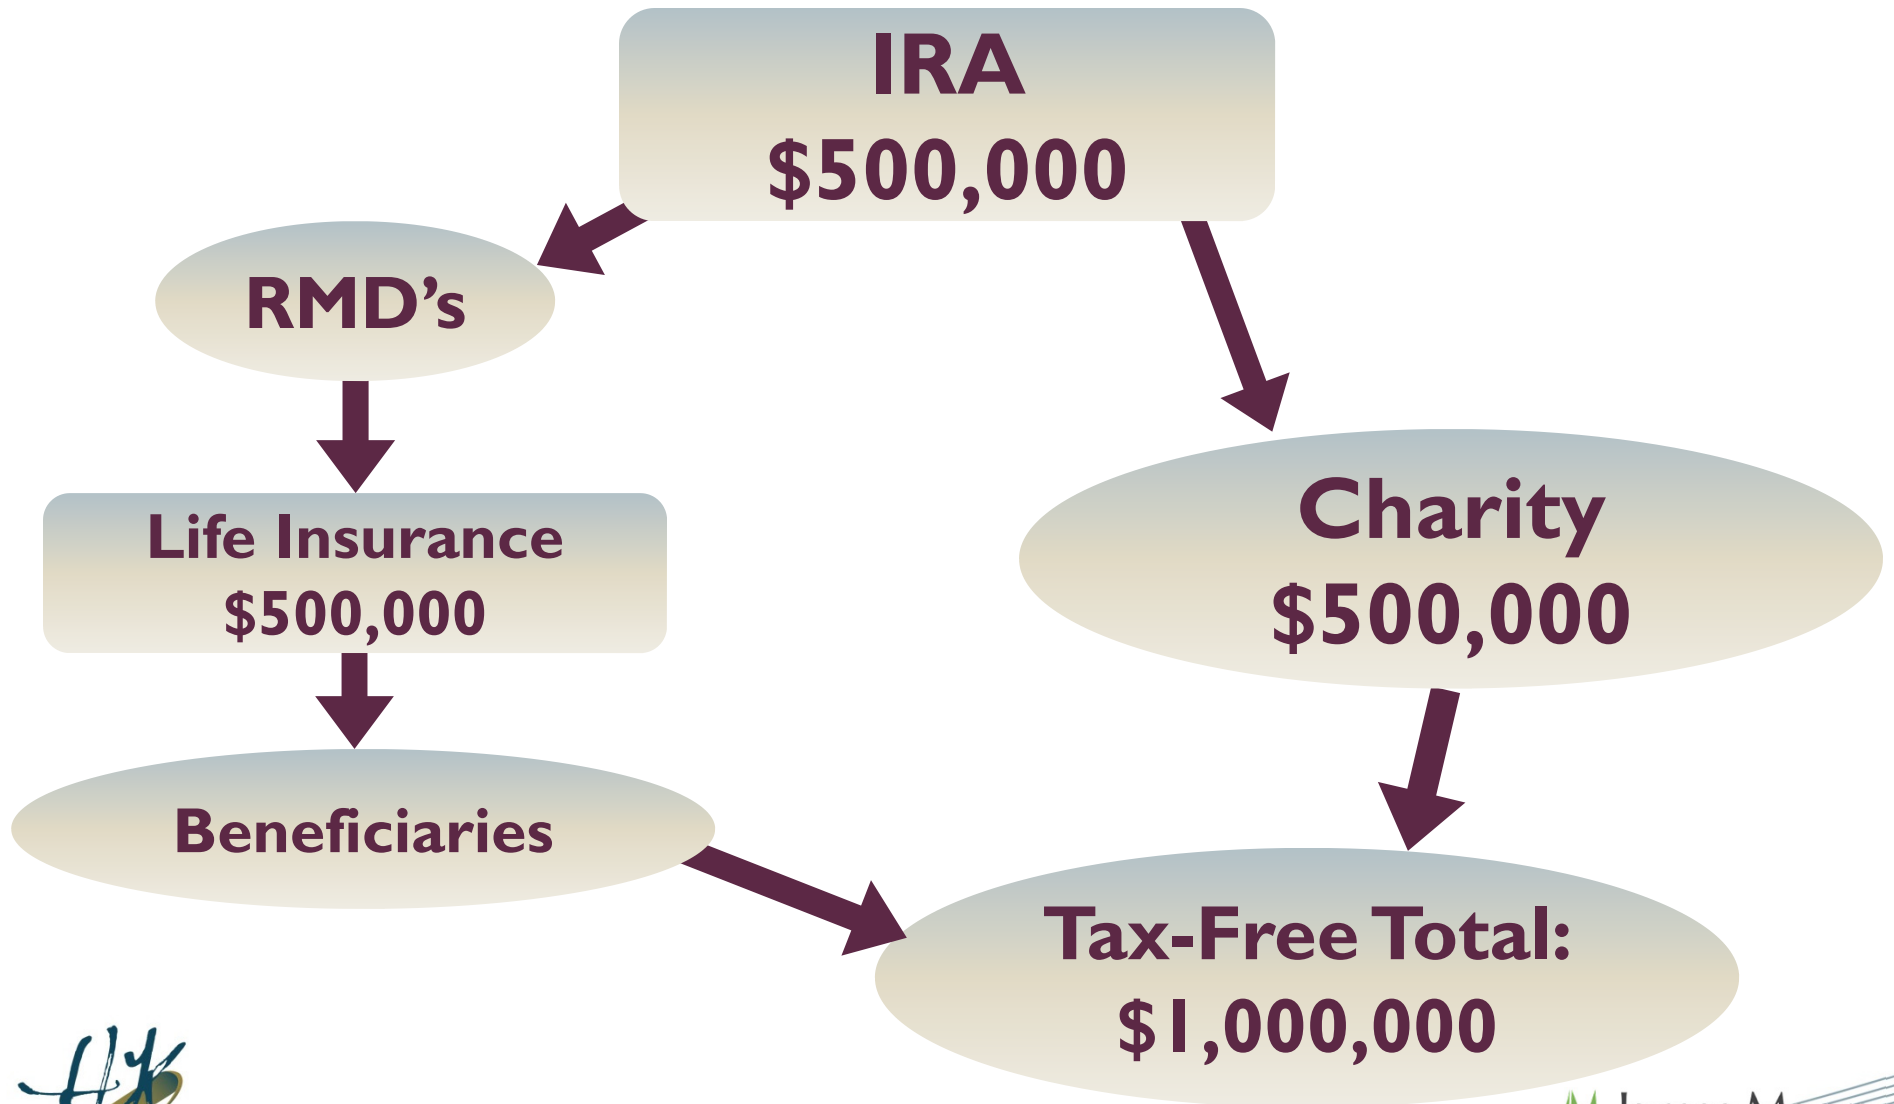 IRA
$500,000
RMD’s
Life Insurance
$500,000
Charity
$500,000
Beneficiaries
Tax-Free Total:
$1,000,000